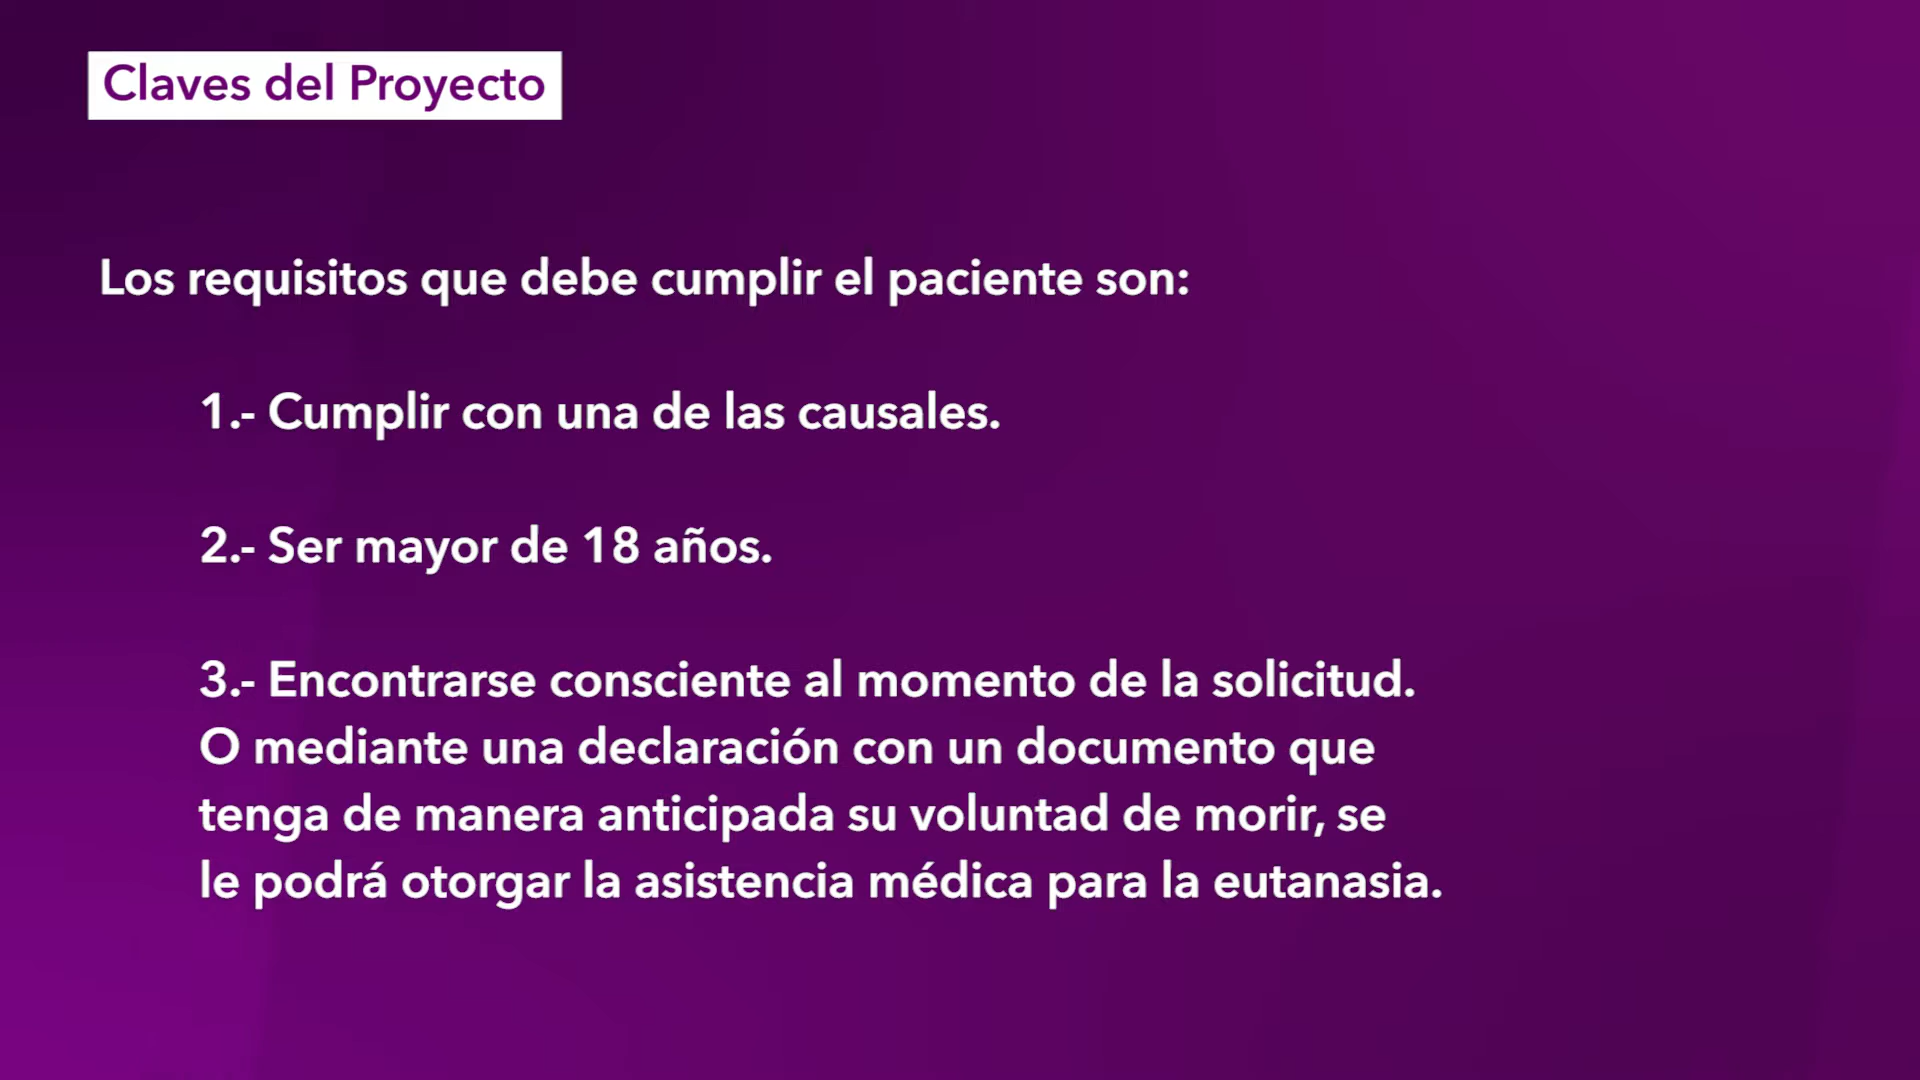 Claves del Proyecto
Los requisitos que debe cumplir el paciente son:
1.- Cumplir con una de las causales.
2.- Ser mayor de 18 años.
3.- Encontrarse consciente al momento de la solicitud.
O mediante una declaración con un documento que
tenga de manera anticipada su voluntad de morir, se
le podrá otorgar la asistencia médica para la eutanasia.